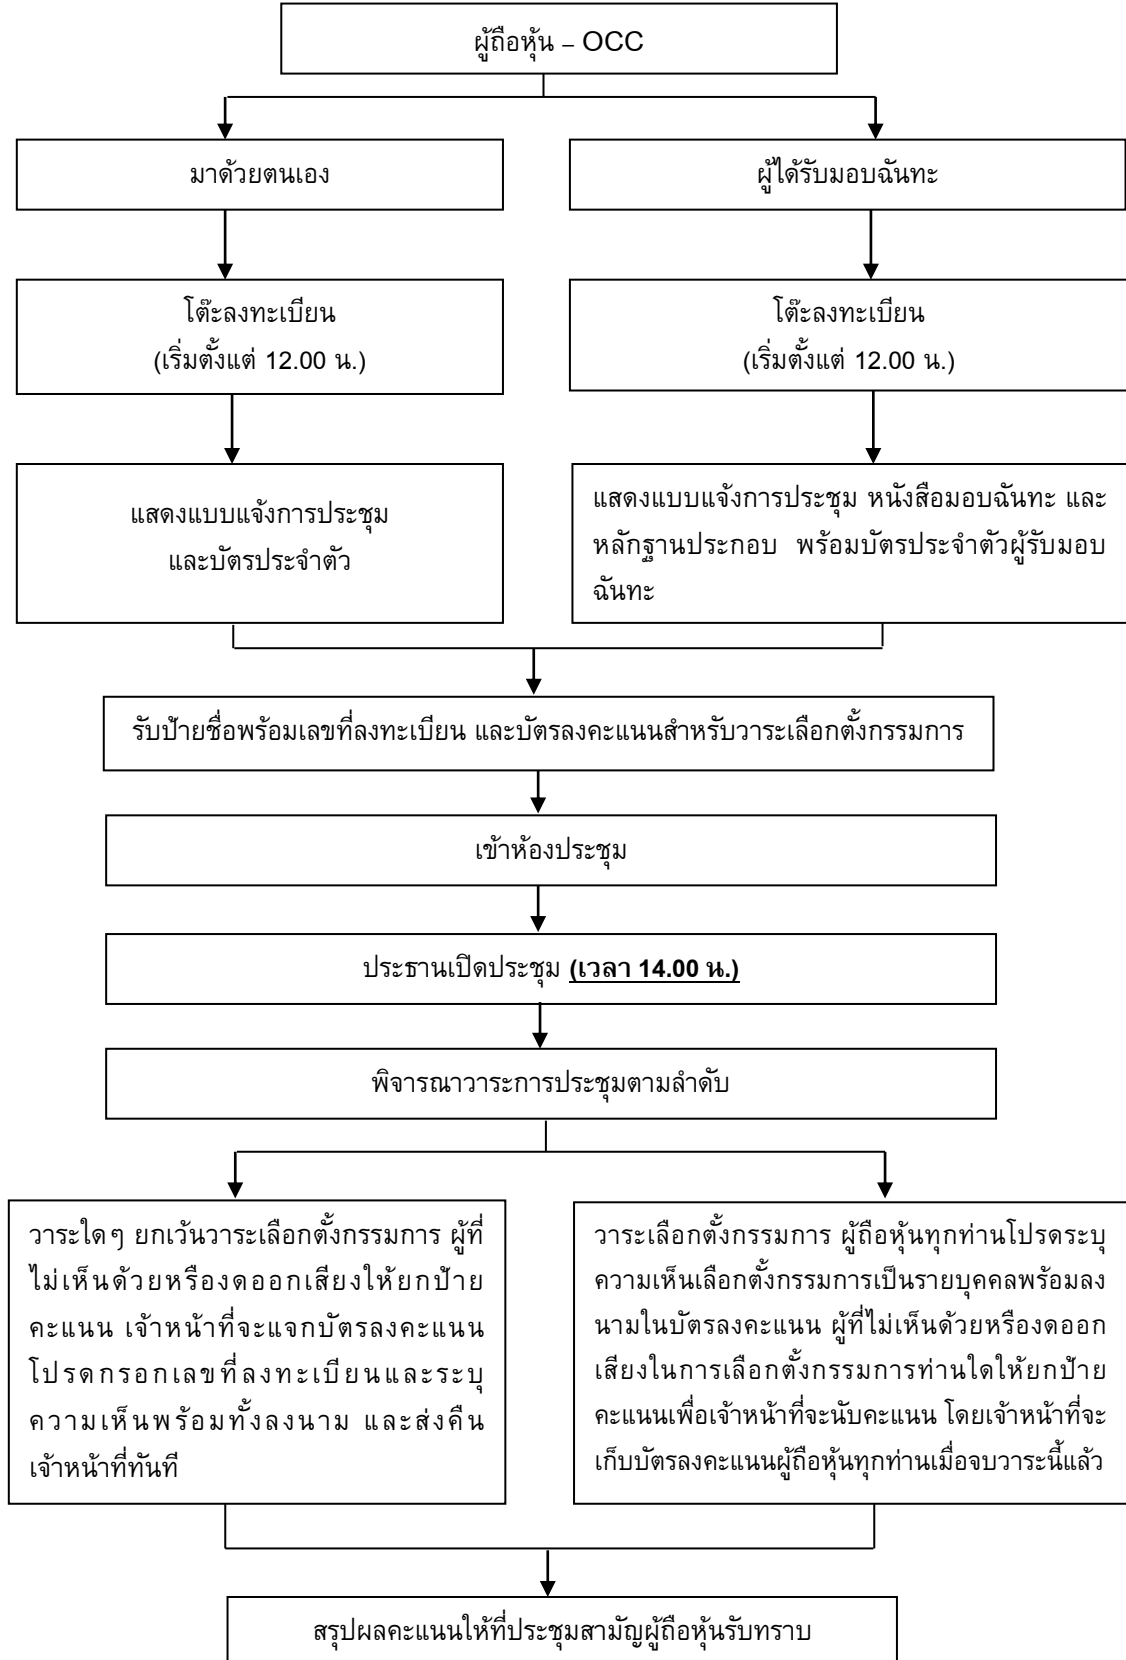 ผู้ถือหุ้น – OCC
มาด้วยตนเอง
ผู้ได้รับมอบฉันทะ
โต๊ะลงทะเบียน
(เริ่มตั้งแต่ 12.00 น.)
โต๊ะลงทะเบียน
(เริ่มตั้งแต่ 12.00 น.)
แสดงแบบแจ้งการประชุม
และบัตรประจำตัว
แสดงแบบแจ้งการประชุม หนังสือมอบฉันทะ และ
หลักฐานประกอบ พร้อมบัตรประจำตัวผู้รับมอบ
ฉันทะ
รับป้ายชื่อพร้อมเลขที่ลงทะเบียน และบัตรลงคะแนนสำหรับวาระเลือกตั้งกรรมการ
เข้าห้องประชุม
ประธานเปิดประชุม (เวลา 14.00 น.)
พิจารณาวาระการประชุมตามลำดับ
วาระใดๆ ยกเว้นวาระเลือกตั้งกรรมการ ผู้ที่
ไม่เห็นด้วยหรืองดออกเสียงให้ยกป้าย
คะแนน เจ้าหน้าที่จะแจกบัตรลงคะแนน
โปรดกรอกเลขที่ลงทะเบียนและระบุ
ความเห็นพร้อมทั้งลงนาม และส่งคืน
เจ้าหน้าที่ทันที
วาระเลือกตั้งกรรมการ ผู้ถือหุ้นทุกท่านโปรดระบุ
ความเห็นเลือกตั้งกรรมการเป็นรายบุคคลพร้อมลง
นามในบัตรลงคะแนน ผู้ที่ไม่เห็นด้วยหรืองดออก
เสียงในการเลือกตั้งกรรมการท่านใดให้ยกป้าย
คะแนนเพื่อเจ้าหน้าที่จะนับคะแนน โดยเจ้าหน้าที่จะ
เก็บบัตรลงคะแนนผู้ถือหุ้นทุกท่านเมื่อจบวาระนี้แล้ว
สรุปผลคะแนนให้ที่ประชุมสามัญผู้ถือหุ้นรับทราบ